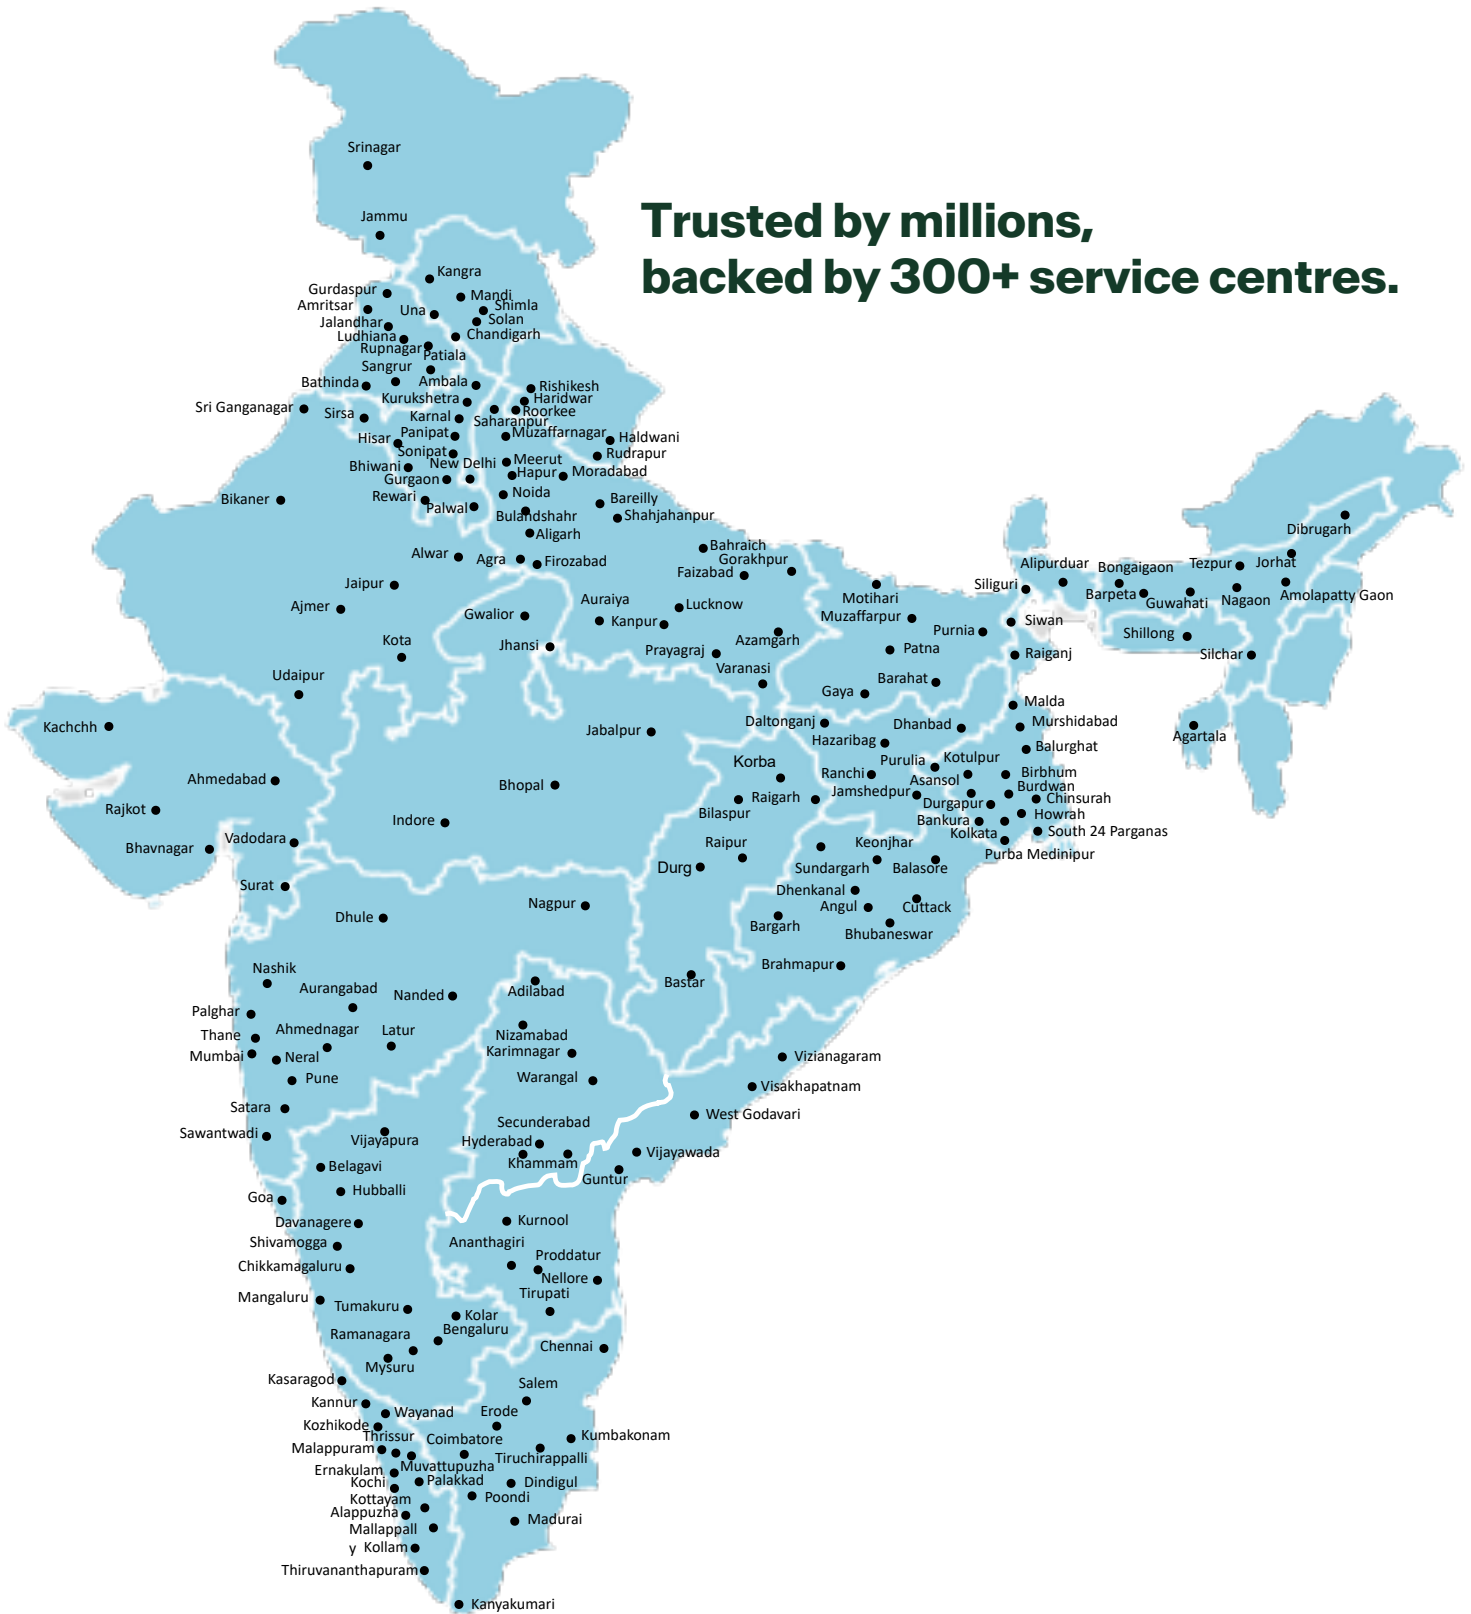 Srinagar
Trusted by millions,
backed by 300+ service centres.
Jammu
Kangra
Gurdaspur
Mandi
Amritsar
Una
Shimla
Jalandhar
Solan
Ludhiana
Chandigarh
Rupnagar
Patiala
Sangrur
Bathinda
Ambala
Rishikesh
Kurukshetra
Haridwar
Sri Ganganagar
Sirsa
Karnal
Saharanpur
Roorkee
Hisar
Panipat
Muzaffarnagar
Haldwani
Sonipat
Rudrapur
Bhiwani
New Delhi
Meerut
Gurgaon
Hapur
Moradabad
Bikaner
Rewari
Noida
Bareilly
Palwal
Bulandshahr
Shahjahanpur
Dibrugarh
Aligarh
Alwar
Agra
Firozabad
Bahraich
Gorakhpur
Faizabad
Alipurduar
Bongaigaon
Tezpur
Jorhat
Jaipur
Siliguri
Barpeta
Guwahati
Nagaon
Amolapatty Gaon
Ajmer
Auraiya
Lucknow
Motihari
Gwalior
Kanpur
Muzaffarpur
Siwan
Kota
Jhansi
Azamgarh
Purnia
Shillong
Prayagraj
Patna
Raiganj
Silchar
Udaipur
Varanasi
Barahat
Gaya
Malda
Kachchh
Jabalpur
Daltonganj
Dhanbad
Murshidabad
Agartala
Hazaribag
Balurghat
Korba
Purulia
Kotulpur
Ahmedabad
Bhopal
Ranchi
Asansol
Birbhum
Jamshedpur
Burdwan
Rajkot
Raigarh
Durgapur
Chinsurah
Bilaspur
Howrah
Indore
Bankura
Kolkata
South 24 Parganas
Bhavnagar
Vadodara
Raipur
Keonjhar
Purba Medinipur
Durg
Sundargarh
Balasore
Surat
Dhenkanal
Nagpur
Angul
Cuttack
Dhule
Bargarh
Bhubaneswar
Nashik
Brahmapur
Aurangabad
Nanded
Adilabad
Bastar
Palghar
Ahmednagar
Latur
Thane
Nizamabad
Mumbai
Neral
Karimnagar
Vizianagaram
Pune
Warangal
Visakhapatnam
Satara
West Godavari
Sawantwadi
Vijayapura
Secunderabad
Hyderabad
Vijayawada
Belagavi
Khammam
Guntur
Hubballi
Goa
Davanagere
Kurnool
Shivamogga
Ananthagiri
Chikkamagaluru
Proddatur
Nellore
Mangaluru
Tumakuru
Tirupati
Kolar
Ramanagara
Bengaluru
Chennai
Mysuru
Kasaragod
Salem
Kannur
Wayanad
Erode
Kozhikode
Thrissur
Coimbatore
Kumbakonam
Malappuram
Tiruchirappalli
Muvattupuzha
Ernakulam
Kochi
Palakkad
Dindigul
Kottayam
Poondi
Alappuzha
Madurai
Mallappall
y
Kollam
Thiruvananthapuram
Kanyakumari